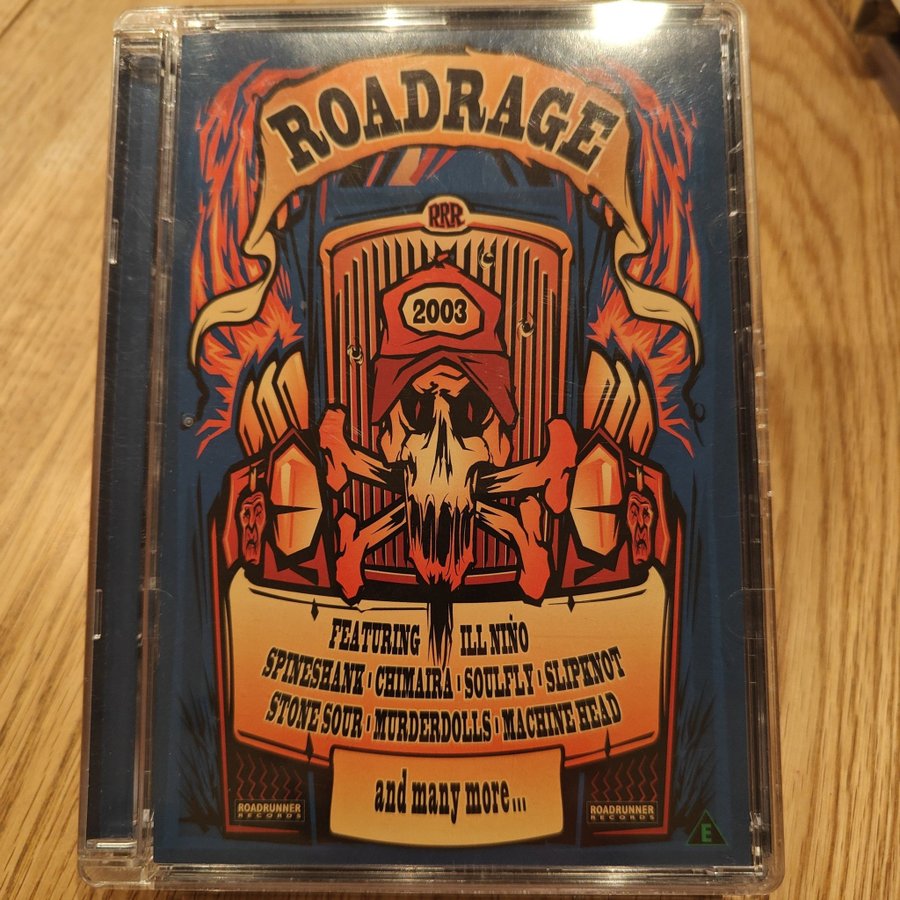 ROADRAGE
RRR
2003
FEATURING ILL NIÑO
SPINESHANK • CHIMAIRA • SOULFLY • SLIPKNOT
STONE SOUR • MURDERDOLLS • MACHINE HEAD
and many more...
ROADRUNNER
RECORDS
ROADRUNNER
RECORDS
E